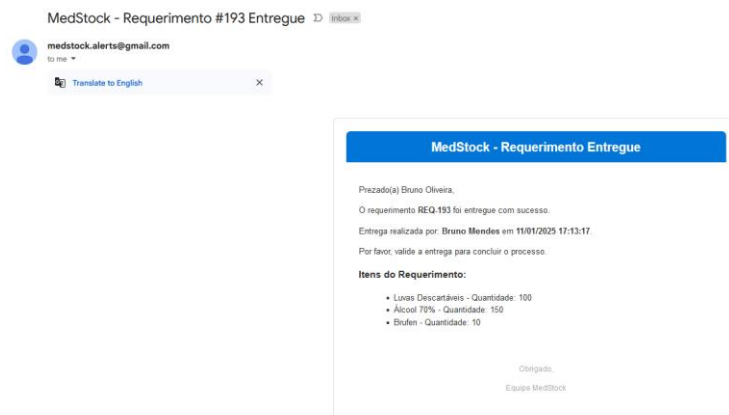 MedStock - Requerimento #193 Entregue Inbox ×
medstock.alerts@gmail.com
to me
Translate to English ×
MedStock - Requerimento Entregue
Prezado(a) Bruno Oliveira,
O requerimento REQ-193 foi entregue com sucesso.
Entrega realizada por: Bruno Mendes em 11/01/2025 17:13:17.
Por favor, valide a entrega para concluir o processo.
Itens do Requerimento:
• Luvas Descartáveis - Quantidade: 100
• Álcool 70% - Quantidade: 150
• Brufen - Quantidade: 10
Obrigado,
Equipe MedStock